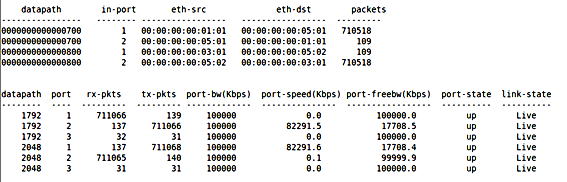 datapath in-port eth-src eth-dst packets
---------------- -------- ----------------- ----------------- --------
0000000000000700 1 00:00:00:00:01:01 00:00:00:00:05:01 710518
0000000000000700 2 00:00:00:00:05:01 00:00:00:00:01:01 109
0000000000000800 1 00:00:00:00:03:01 00:00:00:00:05:02 109
0000000000000800 2 00:00:00:00:05:02 00:00:00:00:03:01 710518
datapath port rx-pkts tx-pkts port-bw(Kbps) port-speed(Kbps) port-freebw(Kbps) port-state link-state
-------- ---- -------- -------- ------------- --------------- ---------------- ---------- ----------
1792 1 711066 139 100000 0.0 100000.0 up Live
1792 2 137 711066 100000 82291.5 17708.5 up Live
1792 3 32 31 100000 0.0 100000.0 up Live
2048 1 137 711068 100000 82291.6 17708.4 up Live
2048 2 711065 140 100000 0.1 99999.9 up Live
2048 3 31 31 100000 0.0 100000.0 up Live